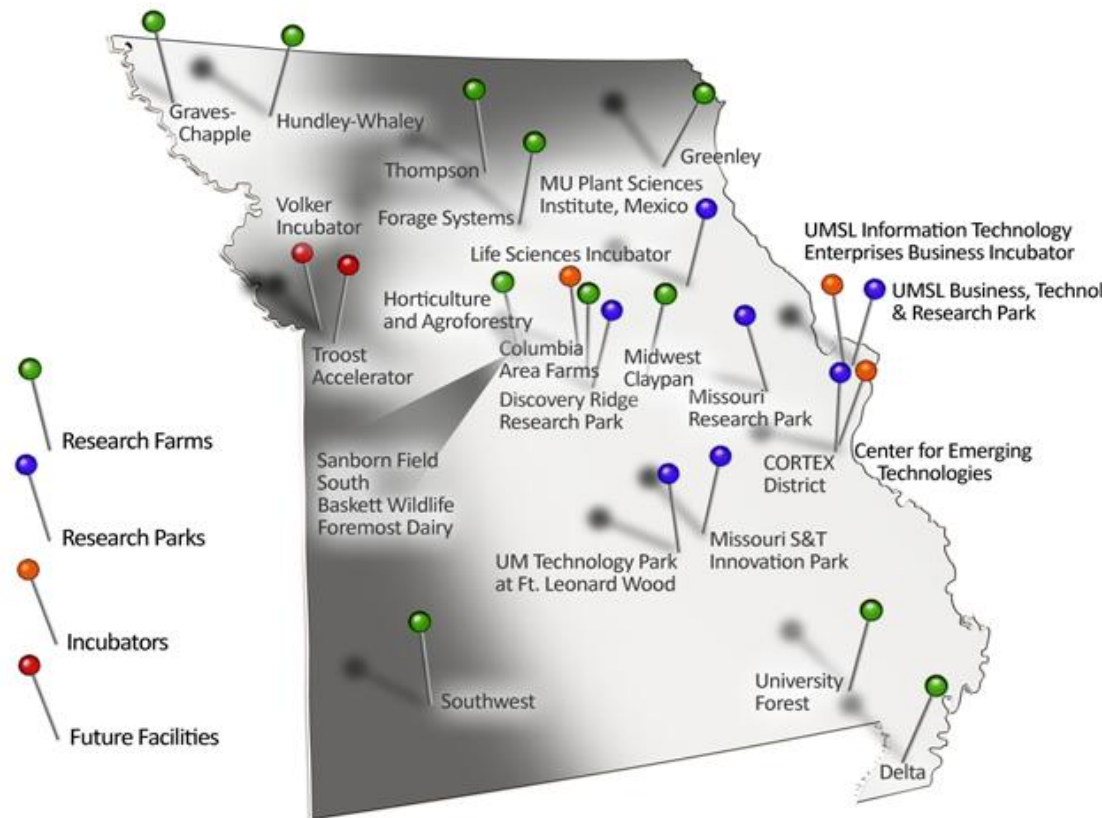 Graves-
Chapple
Hundley-Whaley
Thompson
Greenley
Forage Systems
MU Plant Sciences
Institute, Mexico
Volker
Incubator
Life Sciences Incubator
UMSL Information Technology
Enterprises Business Incubator
UMSL Business, Technol
& Research Park
Horticulture
and Agroforestry
Troost
Accelerator
Columbia
Area Farms
Discovery Ridge
Research Park
Midwest
Claypan
Missouri
Research Park
CORTEX
District
Center for Emerging
Technologies
Sanborn Field
South
Baskett Wildlife
Foremost Dairy
UM Technology Park
at Ft. Leonard Wood
Missouri S&T
Innovation Park
Southwest
University
Forest
Delta
Research Farms
Research Parks
Incubators
Future Facilities